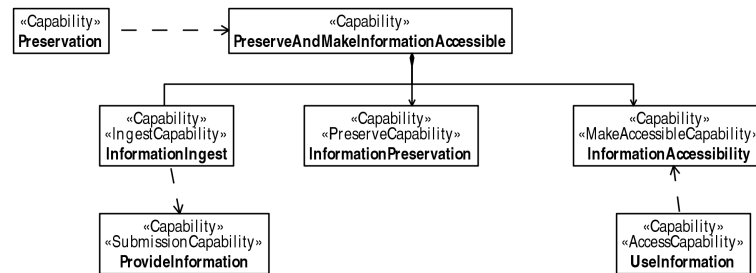 «Capability»
Preservation
«Capability»
PreserveAndMakeInformationAccessible
«Capability»
«IngestCapability»
InformationIngest
«Capability»
«PreserveCapability»
InformationPreservation
«Capability»
«MakeAccessibleCapability»
InformationAccessibility
«Capability»
«SubmissionCapability»
ProvideInformation
«Capability»
«AccessCapability»
UseInformation